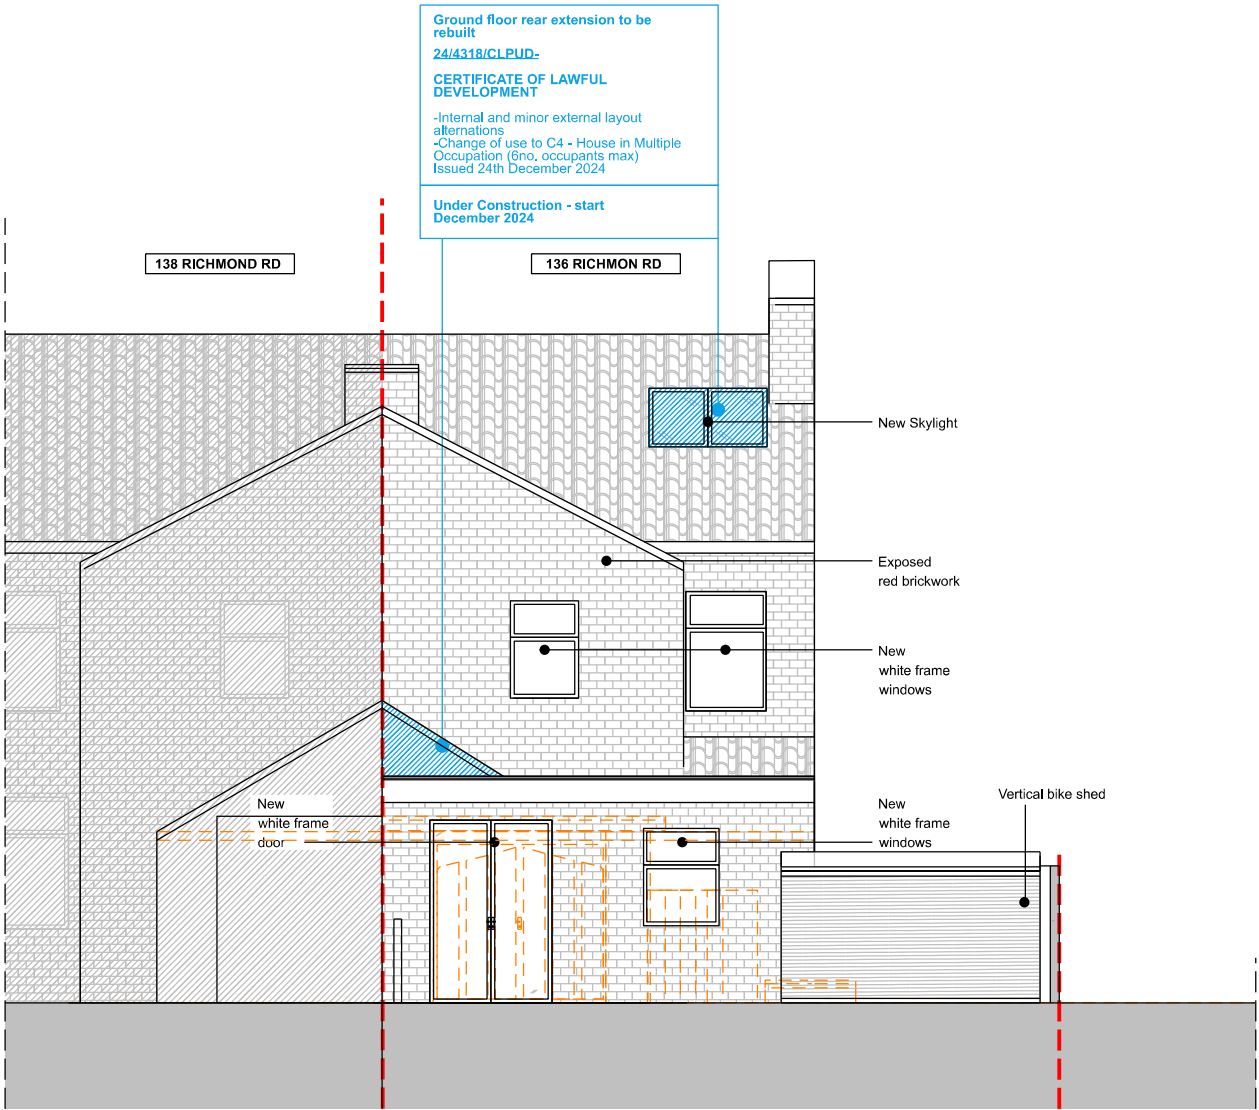 Ground floor rear extension to be
rebuilt
24/4318/CLPUD-
CERTIFICATE OF LAWFUL
DEVELOPMENT
-Internal and minor external layout
alternations
-Change of use to C4 - House in Multiple
Occupation (6no. occupants max)
Issued 24th December 2024
Under Construction - start
December 2024
138 RICHMOND RD
136 RICHMON RD
New Skylight
Exposed
red brickwork
New
white frame
windows
New
white frame
door
New
white frame
windows
Vertical bike shed